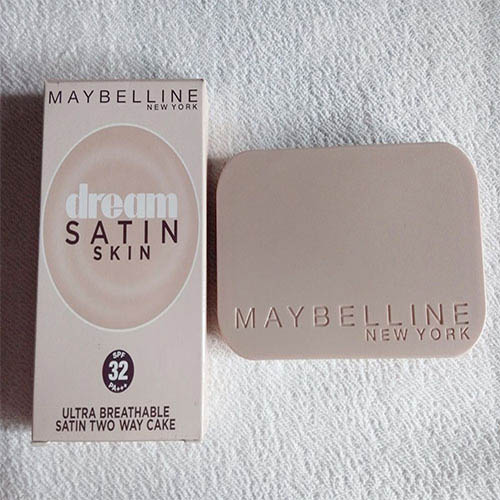 MAYBELLINE
NEW YORK
dream
SATIN
SKIN
SPF
32
PA+++
ULTRA BREATHABLE
SATIN TWO WAY CAKE
MAYBELLINE
NEW YORK